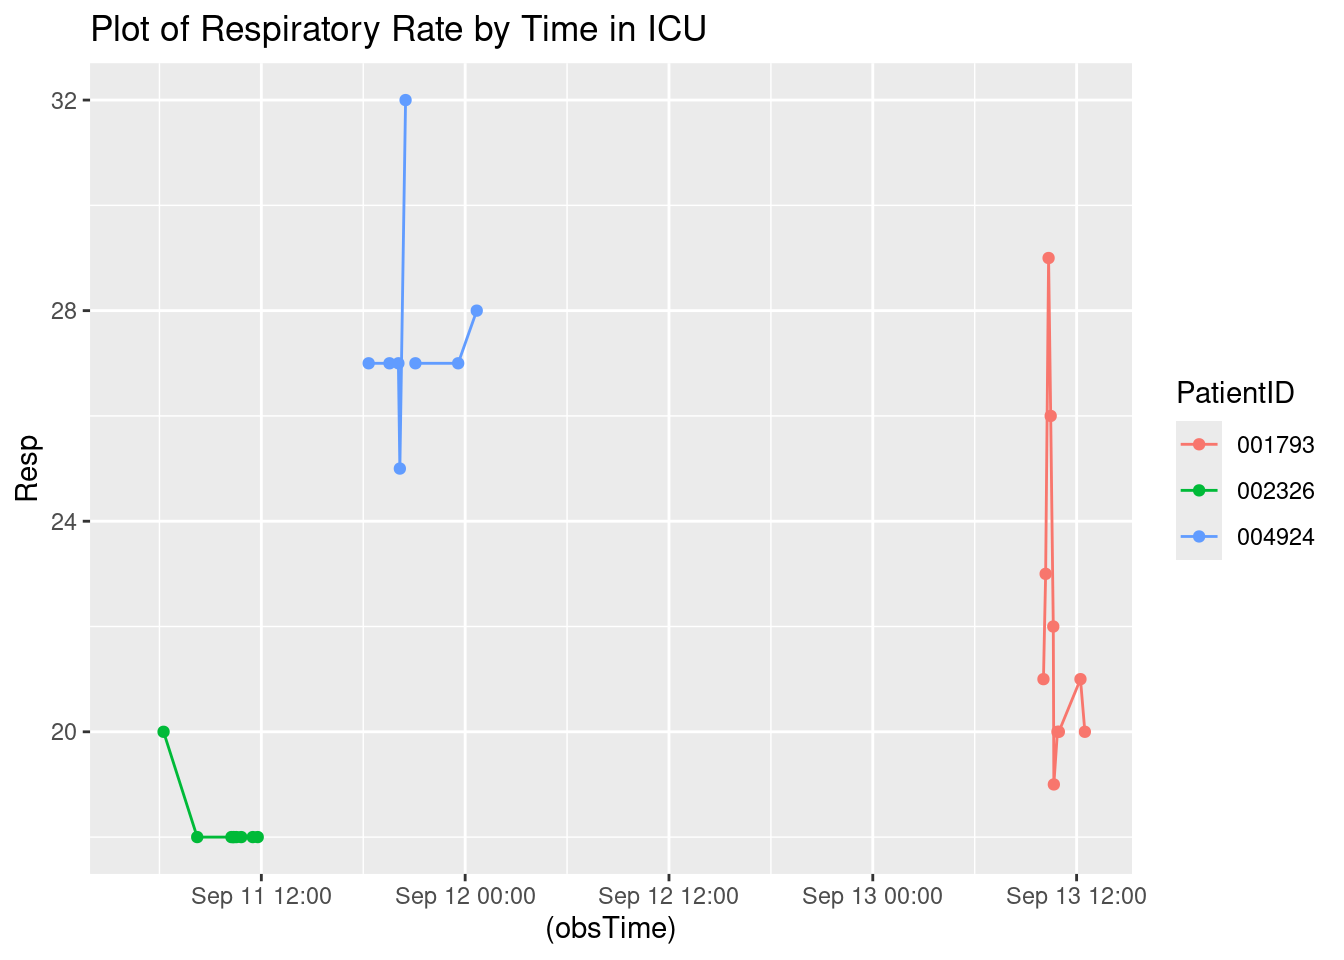 Plot of Respiratory Rate by Time in ICU
32
28
24
20
Resp
Sep 11 12:00 Sep 12 00:00 Sep 12 12:00 Sep 13 00:00 Sep 13 12:00
(obsTime)
PatientID
001793
002326
004924